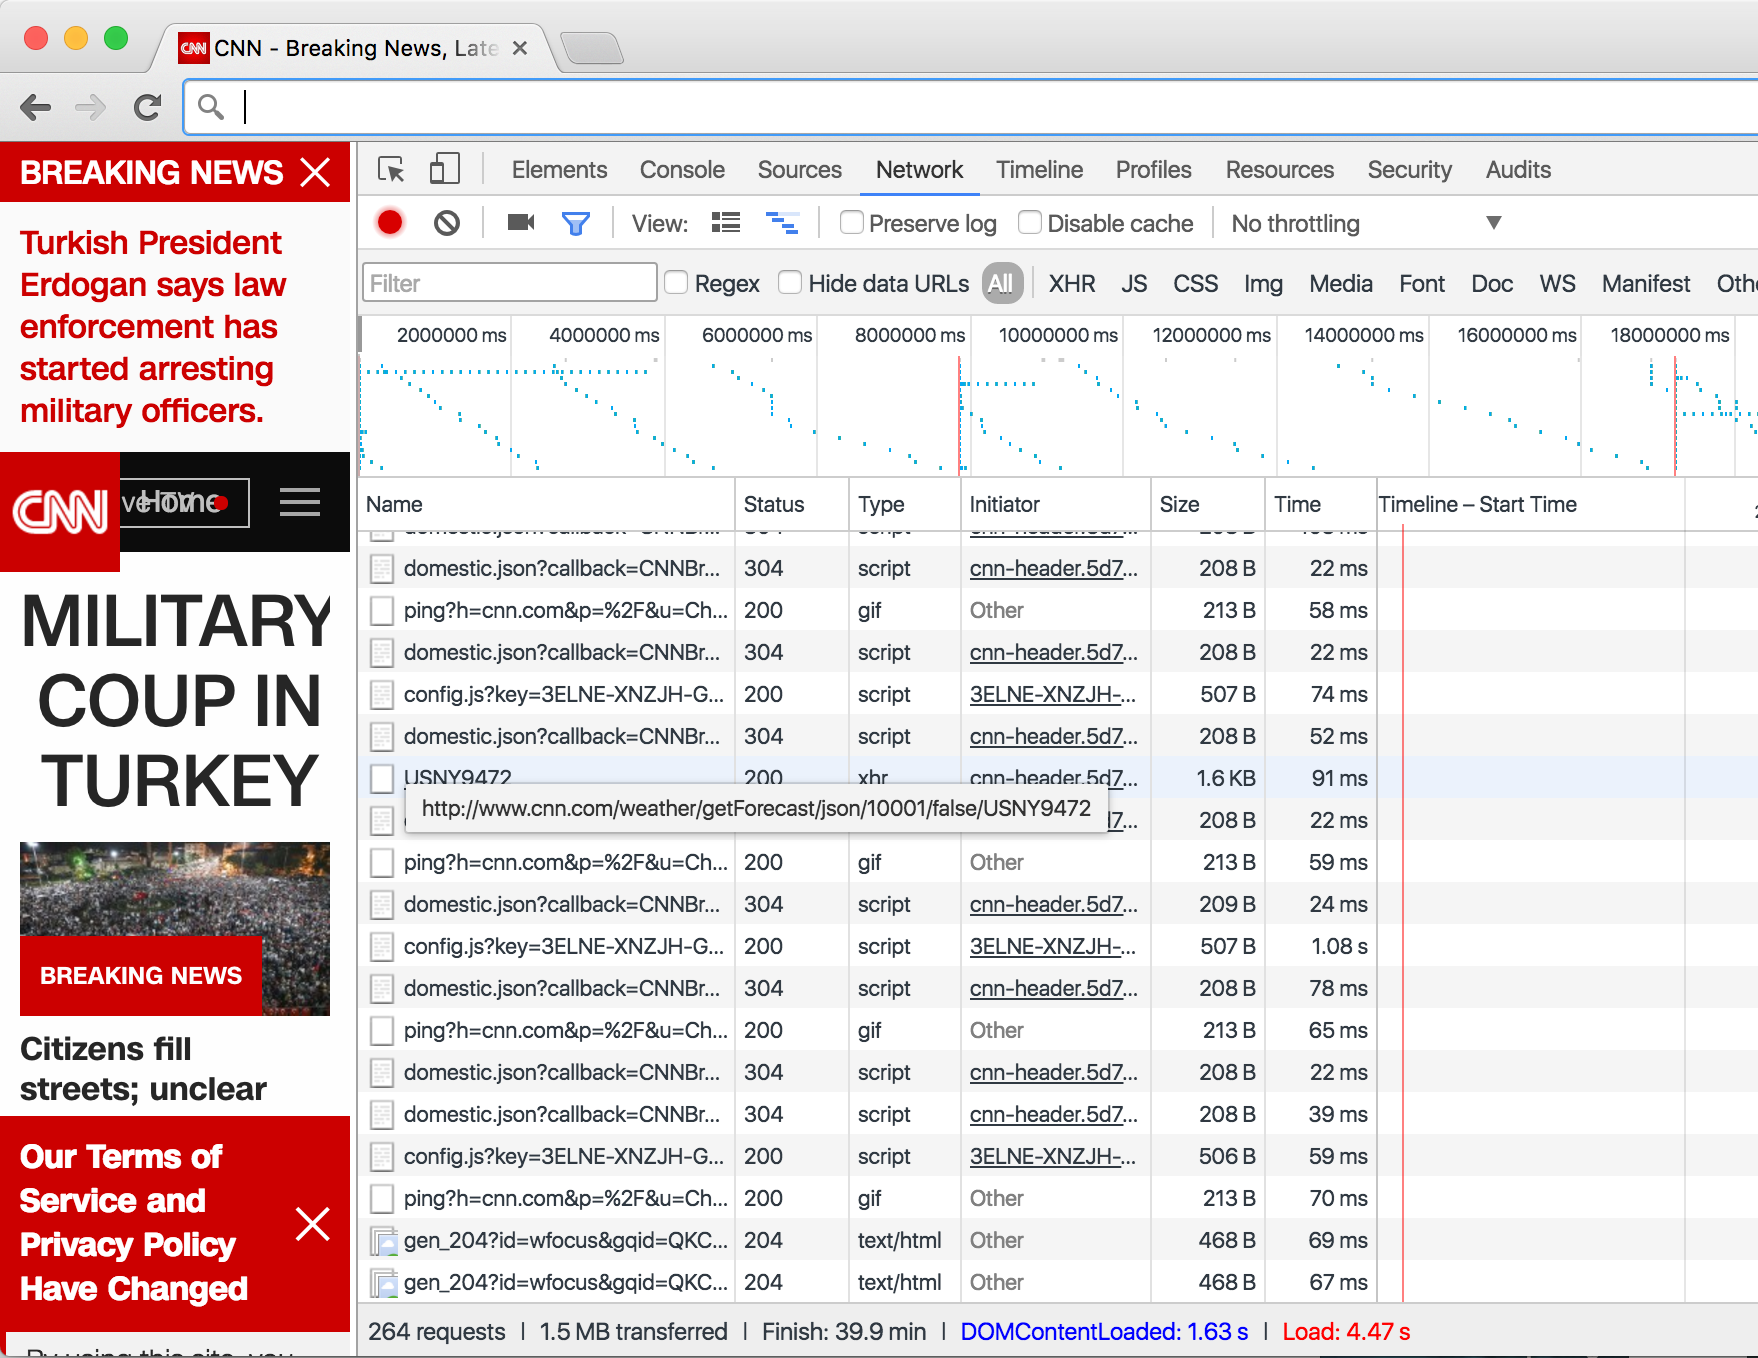 CNN CNN - Breaking News, Late
BREAKING NEWS
Turkish President
Erdogan says law
enforcement has
started arresting
military officers.
CNN Home
MILITARY
COUP IN
TURKEY
BREAKING NEWS
Citizens fill
streets; unclear
Our Terms of
Service and
Privacy Policy
Have Changed
By using this site, you
Elements Console Sources Network Timeline Profiles Resources Security Audits
View: Preserve log Disable cache No throttling
Filter Regex Hide data URLs All XHR JS CSS Img Media Font Doc WS Manifest Othe
2000000 ms 4000000 ms 6000000 ms 8000000 ms 10000000 ms 12000000 ms 14000000 ms 16000000 ms 18000000 ms
Name Status Type Initiator Size Time Timeline – Start Time
domestic.json?callback=CNNBr... 304 script cnn-header.5d7... 208 B 22 ms
ping?h=cnn.com&p=%2F&u=Ch... 200 gif Other 213 B 58 ms
domestic.json?callback=CNNBr... 304 script cnn-header.5d7... 208 B 22 ms
config.js?key=3ELNE-XNZJH-G... 200 script 3ELNE-XNZJH-... 507 B 74 ms
domestic.json?callback=CNNBr... 304 script cnn-header.5d7... 208 B 52 ms
USNY9472 200 xhr cnn-header.5d7... 1.6 KB 91 ms
http://www.cnn.com/weather/getForecast/json/10001/false/USNY9472
208 B 22 ms
ping?h=cnn.com&p=%2F&u=Ch... 200 gif Other 213 B 59 ms
domestic.json?callback=CNNBr... 304 script cnn-header.5d7... 209 B 24 ms
config.js?key=3ELNE-XNZJH-G... 200 script 3ELNE-XNZJH-... 507 B 1.08 s
domestic.json?callback=CNNBr... 304 script cnn-header.5d7... 208 B 78 ms
ping?h=cnn.com&p=%2F&u=Ch... 200 gif Other 213 B 65 ms
domestic.json?callback=CNNBr... 304 script cnn-header.5d7... 208 B 22 ms
domestic.json?callback=CNNBr... 304 script cnn-header.5d7... 208 B 39 ms
config.js?key=3ELNE-XNZJH-G... 200 script 3ELNE-XNZJH-... 506 B 59 ms
ping?h=cnn.com&p=%2F&u=Ch... 200 gif Other 213 B 70 ms
gen_204?id=wfocus&gqid=QKC... 204 text/html Other 468 B 69 ms
gen_204?id=wfocus&gqid=QKC... 204 text/html Other 468 B 67 ms
264 requests | 1.5 MB transferred | Finish: 39.9 min | DOMContentLoaded: 1.63 s | Load: 4.47 s